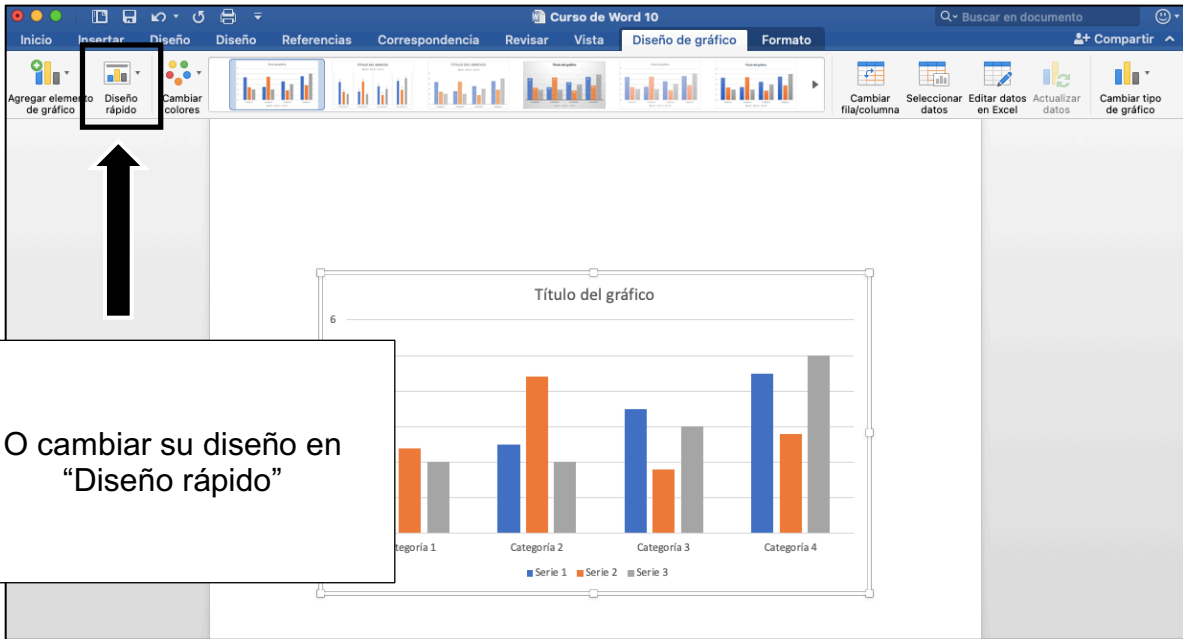 Curso de Word 10
Buscar en documento
Inicio Insertar Diseño Diseño Referencias Correspondencia Revisar Vista Diseño de gráfico Formato Compartir
Agregar elemento de gráfico
Diseño rápido
Cambiar colores
Cambiar fila/columna
Seleccionar datos
Editar datos en Excel
Actualizar datos
Cambiar tipo de gráfico
Título del gráfico
6
O cambiar su diseño en
“Diseño rápido”
tegoría 1 Categoría 2 Categoría 3 Categoría 4
Serie 1 Serie 2 Serie 3